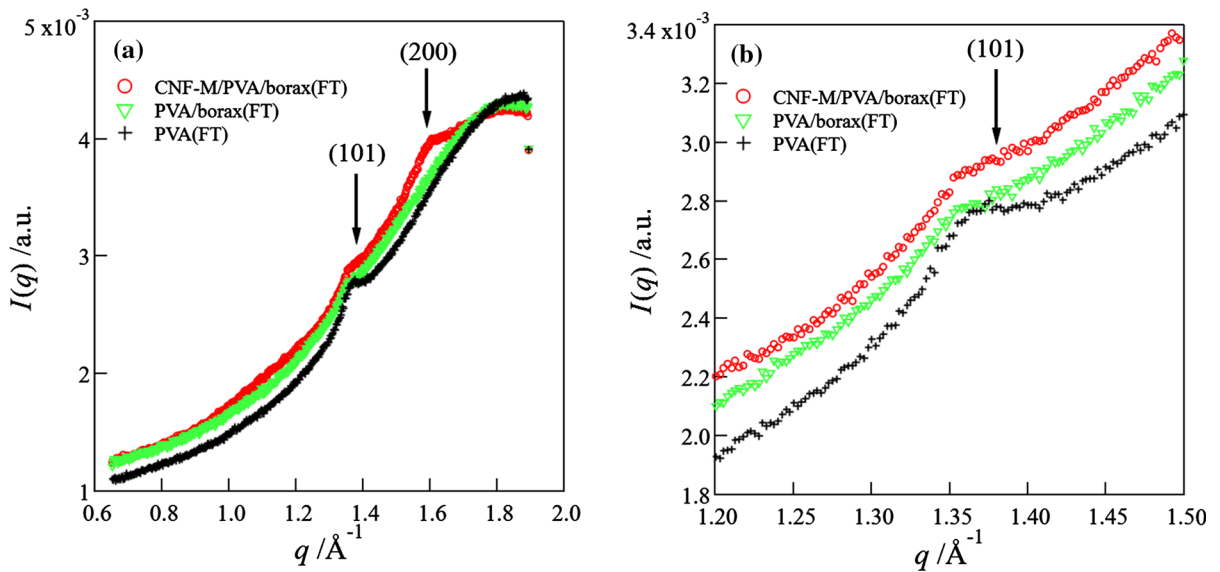 5 x10⁻³
(a)
(200)
CNF-M/PVA/borax(FT)
PVA/borax(FT)
PVA(FT)
(101)
4
3
2
1
I(q) /a.u.
0.6 0.8 1.0 1.2 1.4 1.6 1.8 2.0
q /Å⁻¹
3.4 x10⁻³
(b)
(101)
CNF-M/PVA/borax(FT)
PVA/borax(FT)
PVA(FT)
3.2
3.0
2.8
2.6
2.4
2.2
2.0
1.8
I(q) /a.u.
1.20 1.25 1.30 1.35 1.40 1.45 1.50
q /Å⁻¹